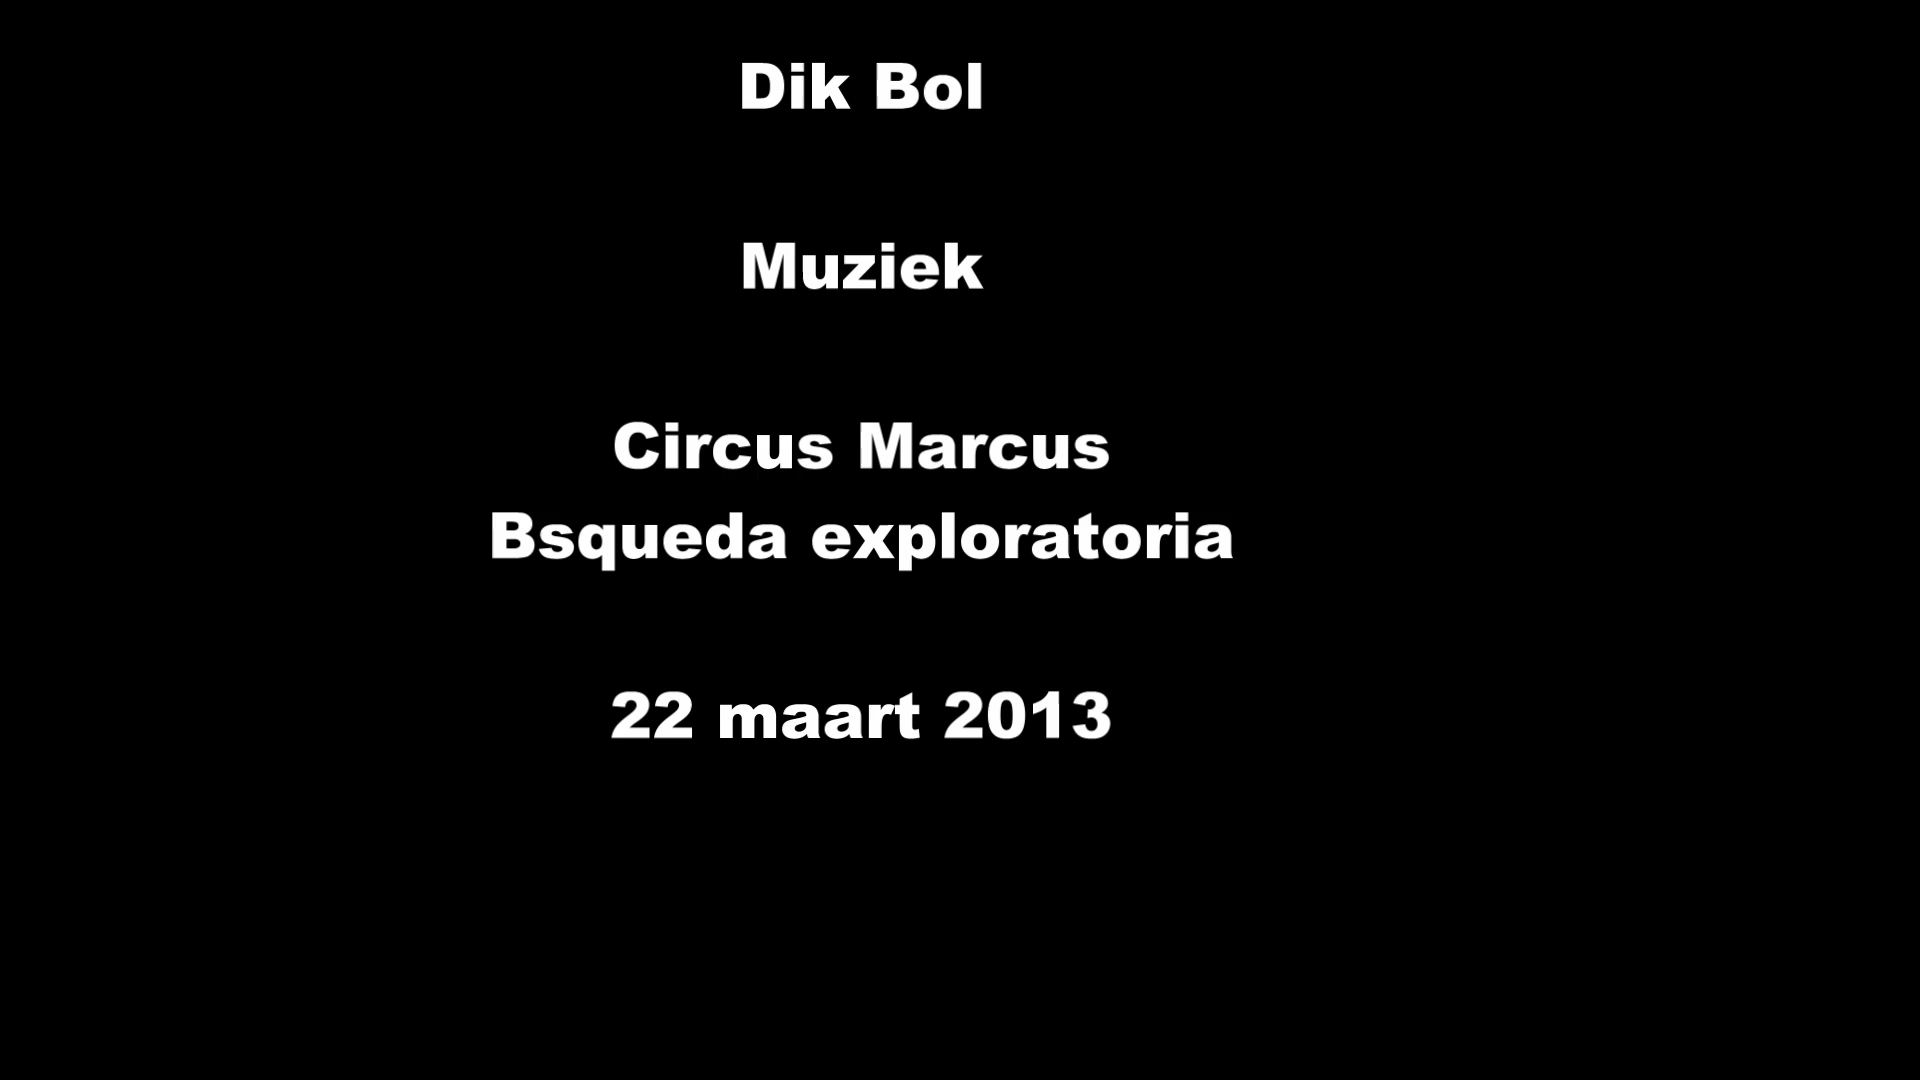 Dik Bol
Muziek
Circus Marcus
Bsqueda exploratoria
22 maart 2013